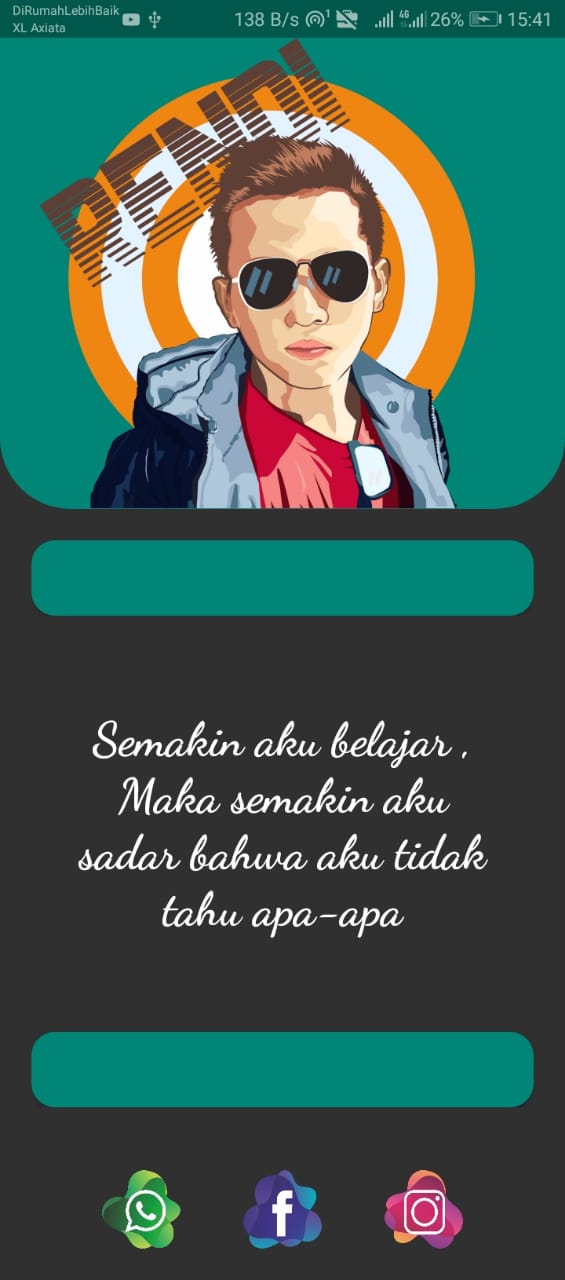 DiRumahLebihBaik
XL Axiata
138 B/s 1 4G 26% 15:41
RENDI
Semakin aku belajar ,
Maka semakin aku
sadar bahwa aku tidak
tahu apa-apa
f